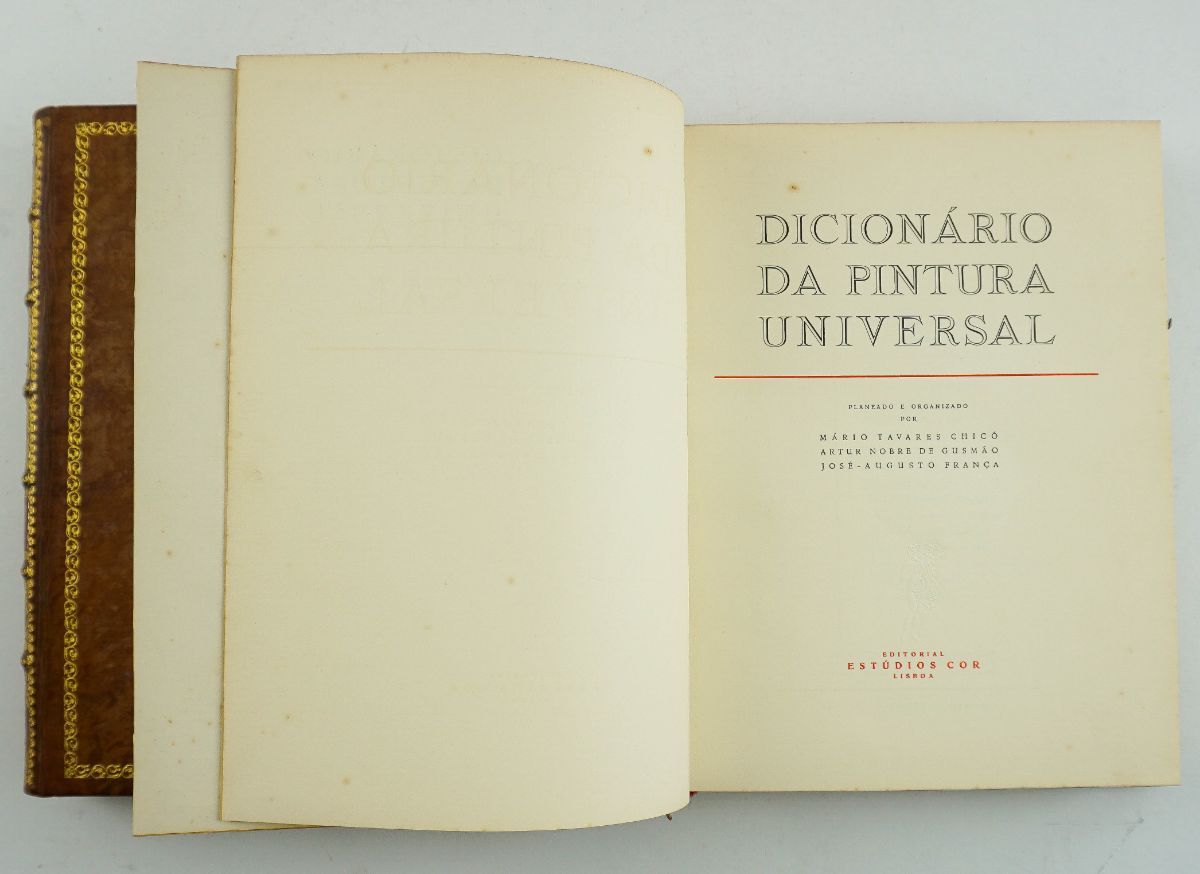 DICIONÁRIO
DA PINTURA
UNIVERSAL
PLANEADO E ORGANIZADO
POR
MÁRIO TAVARES CHICÓ
ARTUR NOBRE DE GUSMÃO
JOSÉ-AUGUSTO FRANÇA
EDITORIAL
ESTÚDIOS COR
LISBOA